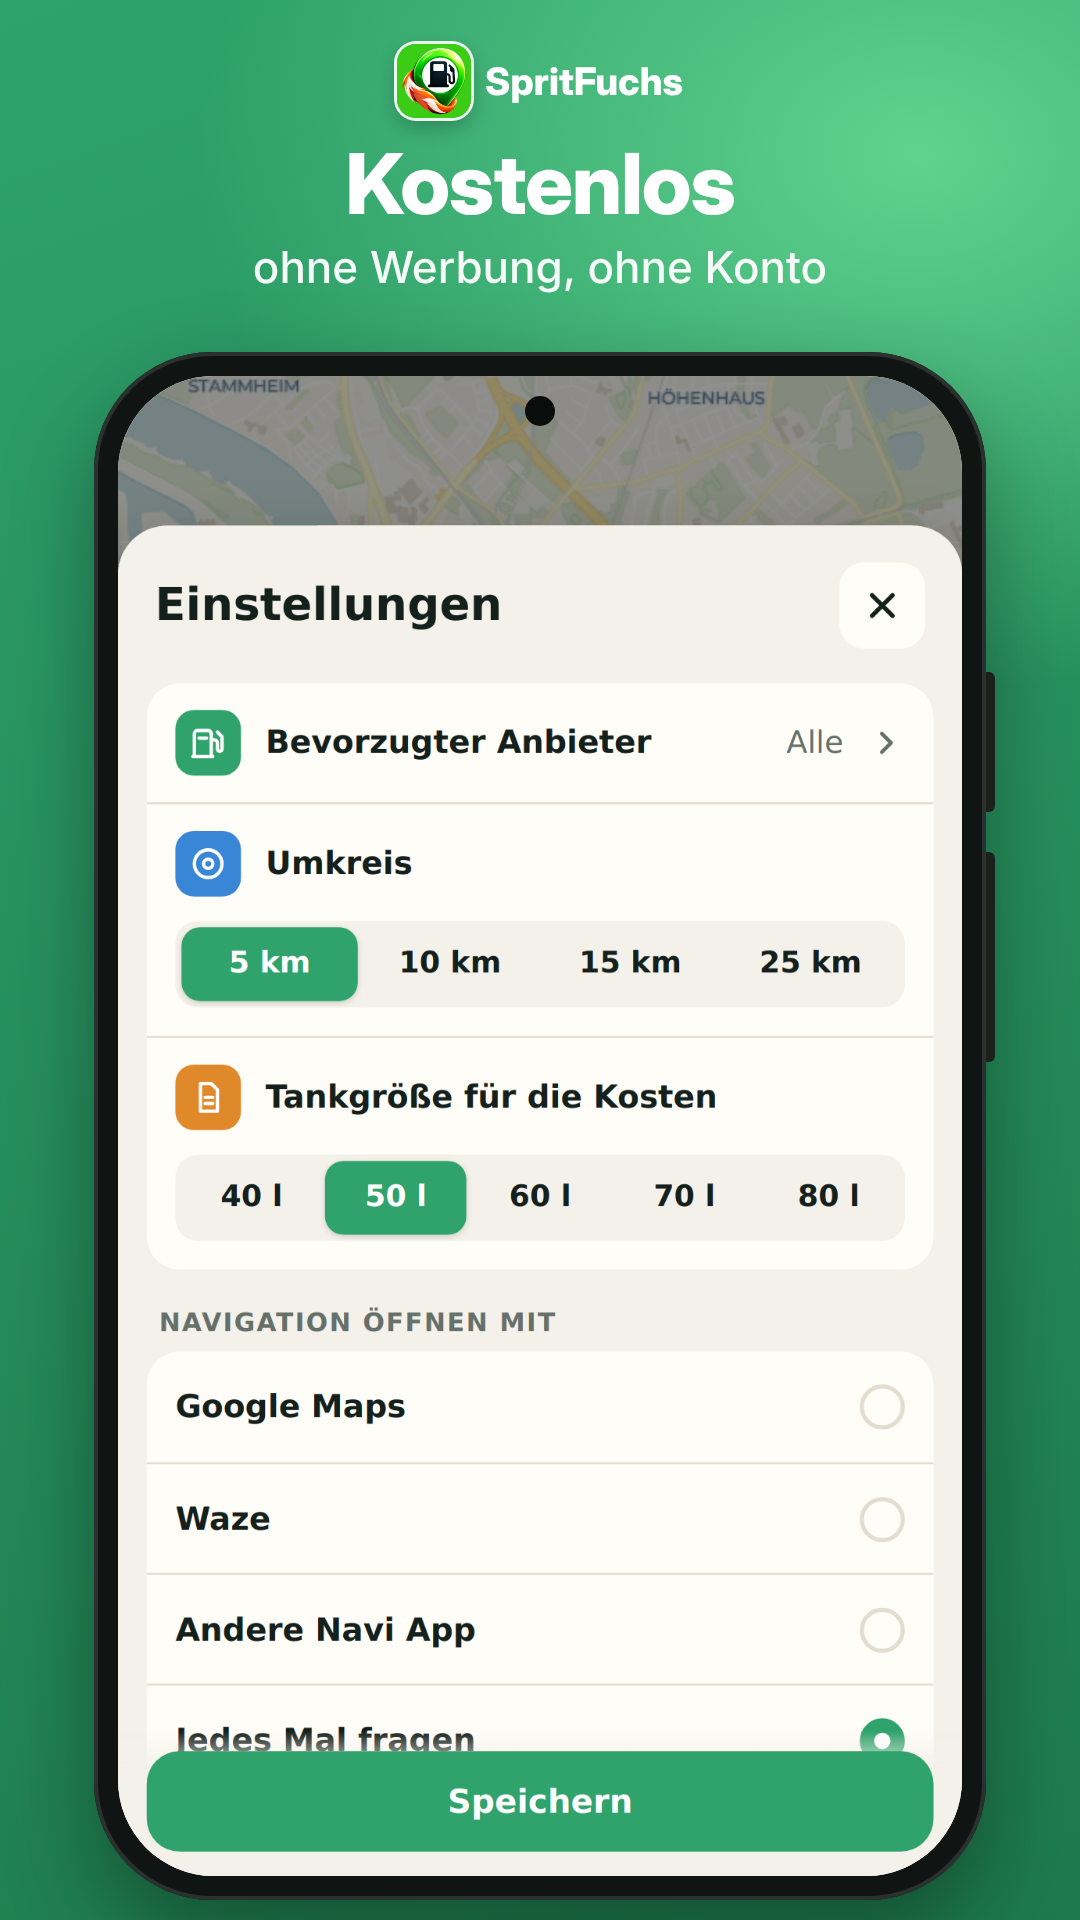 SpritFuchs
Kostenlos
ohne Werbung, ohne Konto
STAMMHEIM
HÖHENHAUS
Einstellungen
Bevorzugter Anbieter Alle
Umkreis
5 km 10 km 15 km 25 km
Tankgröße für die Kosten
40 l 50 l 60 l 70 l 80 l
NAVIGATION ÖFFNEN MIT
Google Maps
Waze
Andere Navi App
Jedes Mal fragen
Speichern